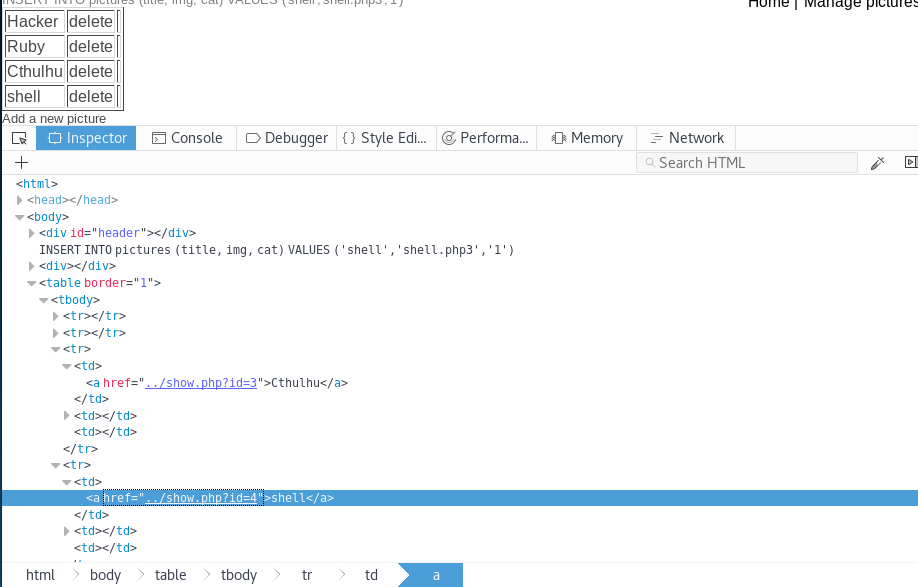 INSERT INTO pictures (title, img, cat) VALUES ('shell','shell.php3','1')
Home | Manage pictures
Hacker delete
Ruby delete
Cthulhu delete
shell delete
Add a new picture
Inspector Console Debugger { } Style Edi... Performa... Memory Network
+ Search HTML
<html>
<head></head>
<body>
<div id="header"></div>
INSERT INTO pictures (title, img, cat) VALUES ('shell','shell.php3','1')
<div></div>
<table border="1">
<tbody>
<tr></tr>
<tr></tr>
<tr>
<td>
<a href="../show.php?id=3">Cthulhu</a>
</td>
<td></td>
<td></td>
</tr>
<tr>
<td>
<a href="../show.php?id=4">shell</a>
</td>
<td></td>
<td></td>
html body table tbody tr td a